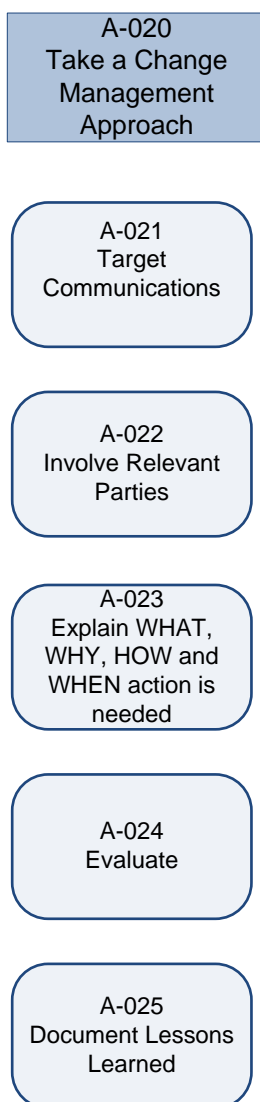 A-020
Take a Change
Management
Approach
A-021
Target
Communications
A-022
Involve Relevant
Parties
A-023
Explain WHAT,
WHY, HOW and
WHEN action is
needed
A-024
Evaluate
A-025
Document Lessons
Learned